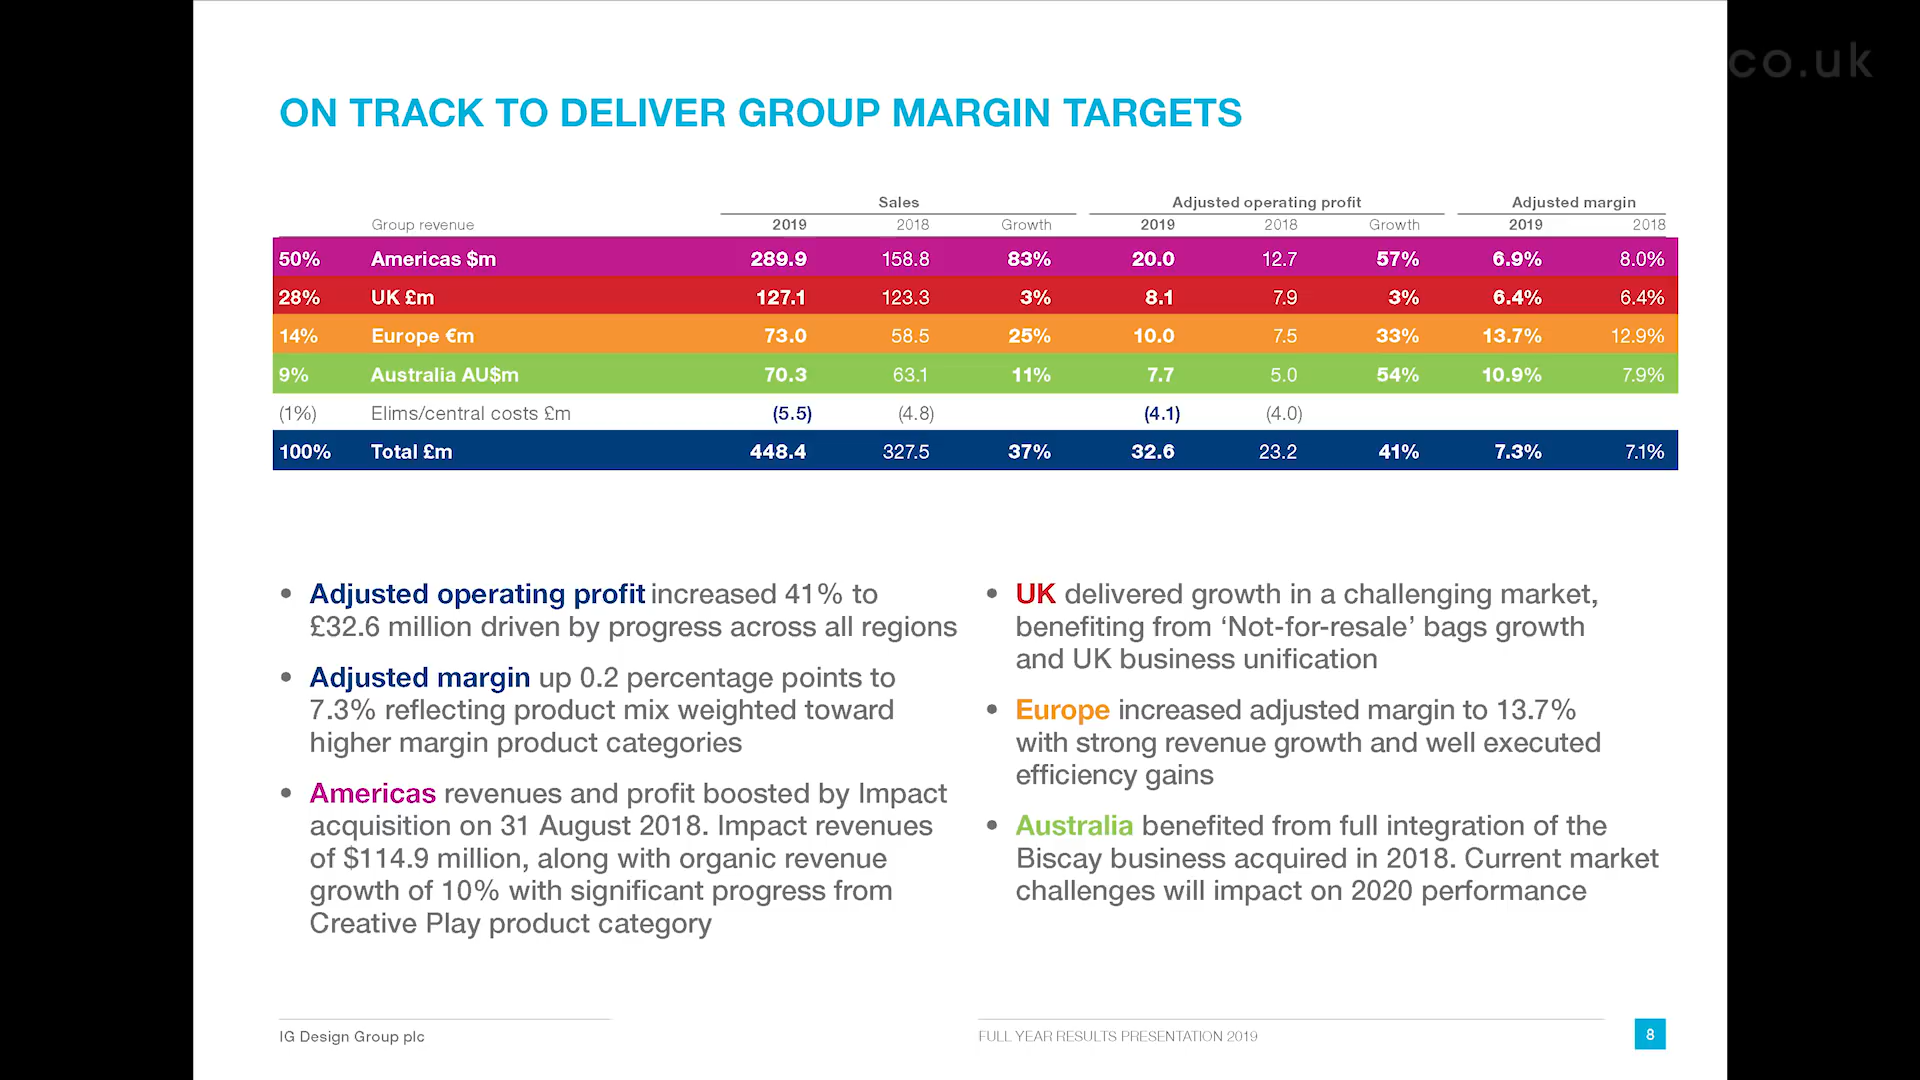 co.uk
ON TRACK TO DELIVER GROUP MARGIN TARGETS
Sales Adjusted operating profit Adjusted margin
Group revenue 2019 2018 Growth 2019 2018 Growth 2019 2018
50% Americas $m 289.9 158.8 83% 20.0 12.7 57% 6.9% 8.0%
28% UK £m 127.1 123.3 3% 8.1 7.9 3% 6.4% 6.4%
14% Europe €m 73.0 58.5 25% 10.0 7.5 33% 13.7% 12.9%
9% Australia AU$m 70.3 63.1 11% 7.7 5.0 54% 10.9% 7.9%
(1%) Elims/central costs £m (5.5) (4.8) (4.1) (4.0)
100% Total £m 448.4 327.5 37% 32.6 23.2 41% 7.3% 7.1%
• Adjusted operating profit increased 41% to
£32.6 million driven by progress across all regions
• Adjusted margin up 0.2 percentage points to
7.3% reflecting product mix weighted toward
higher margin product categories
• Americas revenues and profit boosted by Impact
acquisition on 31 August 2018. Impact revenues
of $114.9 million, along with organic revenue
growth of 10% with significant progress from
Creative Play product category
• UK delivered growth in a challenging market,
benefiting from ‘Not-for-resale’ bags growth
and UK business unification
• Europe increased adjusted margin to 13.7%
with strong revenue growth and well executed
efficiency gains
• Australia benefited from full integration of the
Biscay business acquired in 2018. Current market
challenges will impact on 2020 performance
IG Design Group plc
FULL YEAR RESULTS PRESENTATION 2019
8